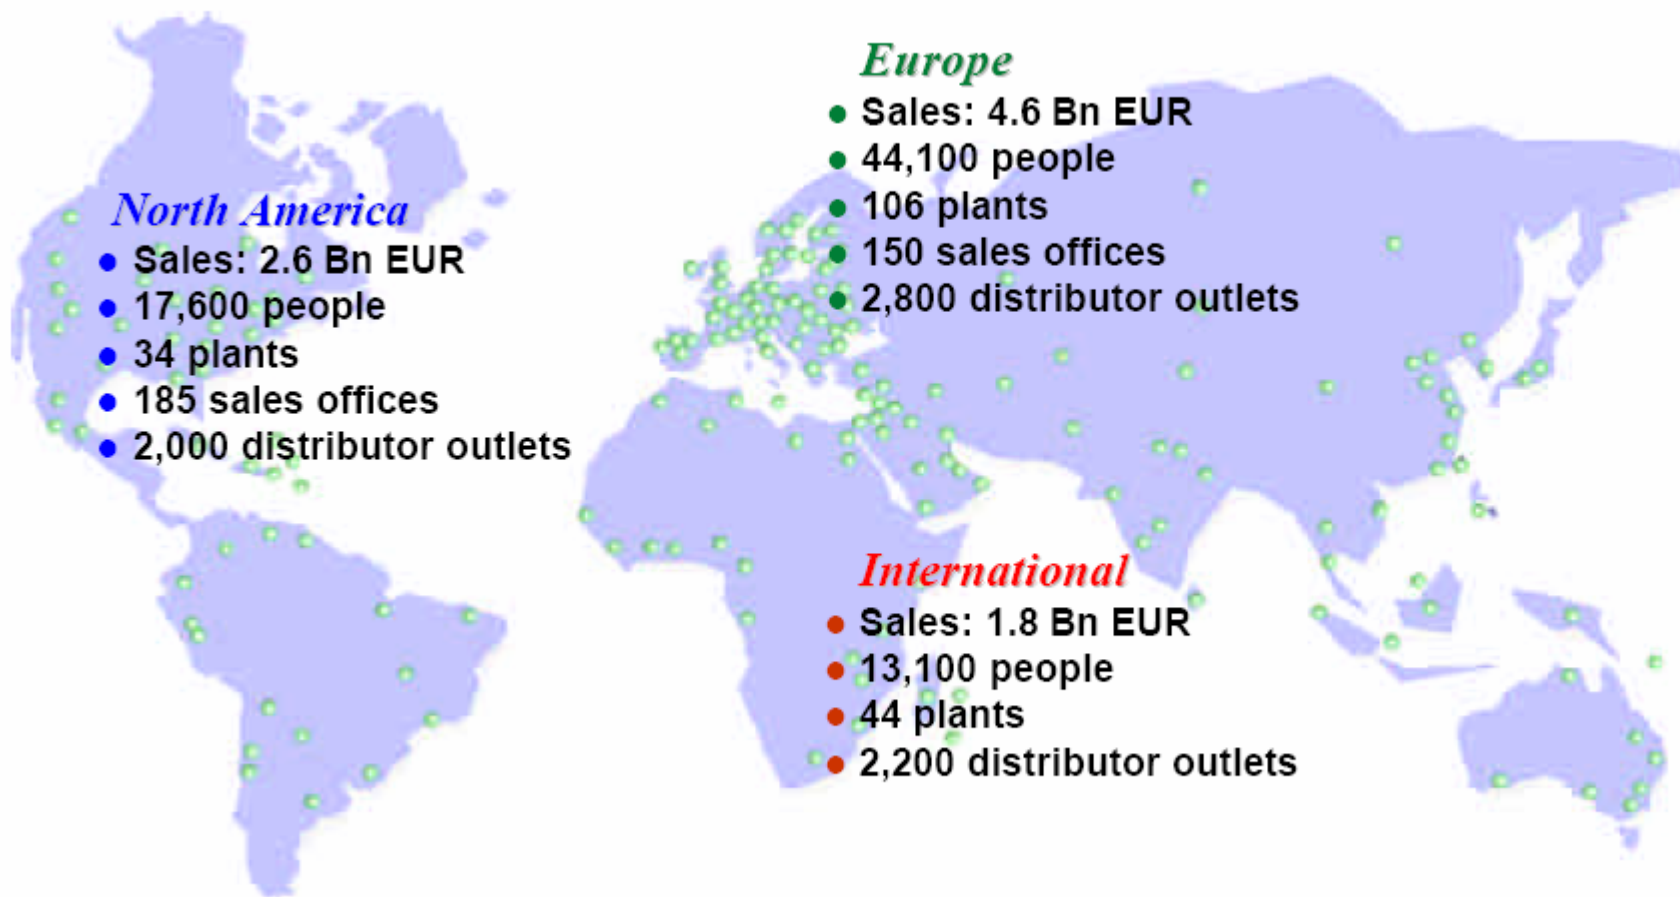 Europe
● Sales: 4.6 Bn EUR
● 44,100 people
● 106 plants
● 150 sales offices
● 2,800 distributor outlets
North America
● Sales: 2.6 Bn EUR
● 17,600 people
● 34 plants
● 185 sales offices
● 2,000 distributor outlets
International
● Sales: 1.8 Bn EUR
● 13,100 people
● 44 plants
● 2,200 distributor outlets